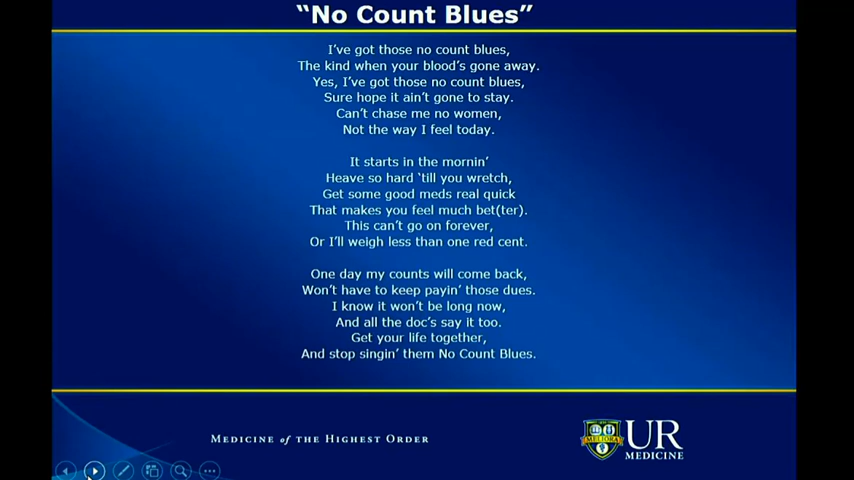 “No Count Blues”
I’ve got those no count blues,
The kind when your blood’s gone away.
Yes, I’ve got those no count blues,
Sure hope it ain’t gone to stay.
Can’t chase me no women,
Not the way I feel today.
It starts in the mornin’
Heave so hard ‘till you wretch,
Get some good meds real quick
That makes you feel much bet(ter).
This can’t go on forever,
Or I’ll weigh less than one red cent.
One day my counts will come back,
Won’t have to keep payin’ those dues.
I know it won’t be long now,
And all the doc’s say it too.
Get your life together,
And stop singin’ them No Count Blues.
MEDICINE of THE HIGHEST ORDER
MELIORA
UR
MEDICINE